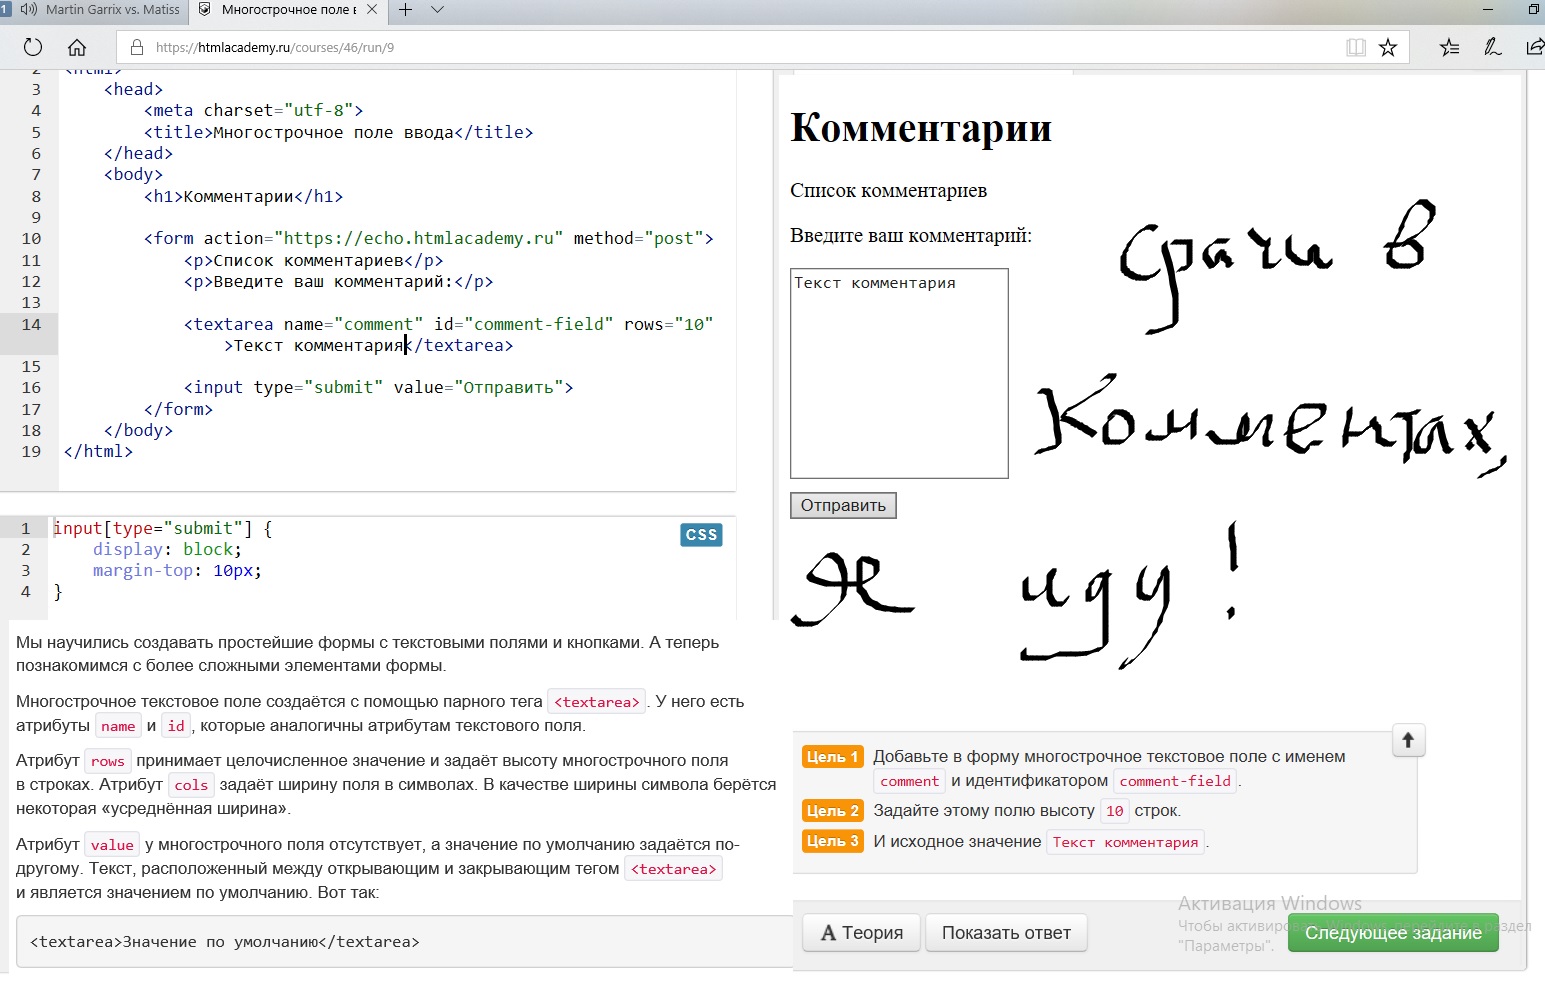 1 Martin Garrix vs. Matiss
Многострочное поле в
https://htmlacademy.ru/courses/46/run/9
2 <html>
3 <head>
4 <meta charset="utf-8">
5 <title>Многострочное поле ввода</title>
6 </head>
7 <body>
8 <h1>Комментарии</h1>
9
10 <form action="https://echo.htmlacademy.ru" method="post">
11 <p>Список комментариев</p>
12 <p>Введите ваш комментарий:</p>
13
14 <textarea name="comment" id="comment-field" rows="10"
>Текст комментария</textarea>
15
16 <input type="submit" value="Отправить">
17 </form>
18 </body>
19 </html>
1 input[type="submit"] {
2 display: block;
3 margin-top: 10px;
4 }
CSS
Мы научились создавать простейшие формы с текстовыми полями и кнопками. А теперь
познакомимся с более сложными элементами формы.
Многострочное текстовое поле создаётся с помощью парного тега <textarea>. У него есть
атрибуты name и id, которые аналогичны атрибутам текстового поля.
Атрибут rows принимает целочисленное значение и задаёт высоту многострочного поля
в строках. Атрибут cols задаёт ширину поля в символах. В качестве ширины символа берётся
некоторая «усреднённая ширина».
Атрибут value у многострочного поля отсутствует, а значение по умолчанию задаётся по-
другому. Текст, расположенный между открывающим и закрывающим тегом <textarea>
и является значением по умолчанию. Вот так:
<textarea>Значение по умолчанию</textarea>
Комментарии
Список комментариев
Введите ваш комментарий:
Текст комментария
Отправить
Срачи в
Комментах,
Я иду!
Цель 1 Добавьте в форму многострочное текстовое поле с именем
comment и идентификатором comment-field.
Цель 2 Задайте этому полю высоту 10 строк.
Цель 3 И исходное значение Текст комментария.
Активация Windows
Чтобы активировать раздел
"Параметры".
Теория
Показать ответ
Следующее задание